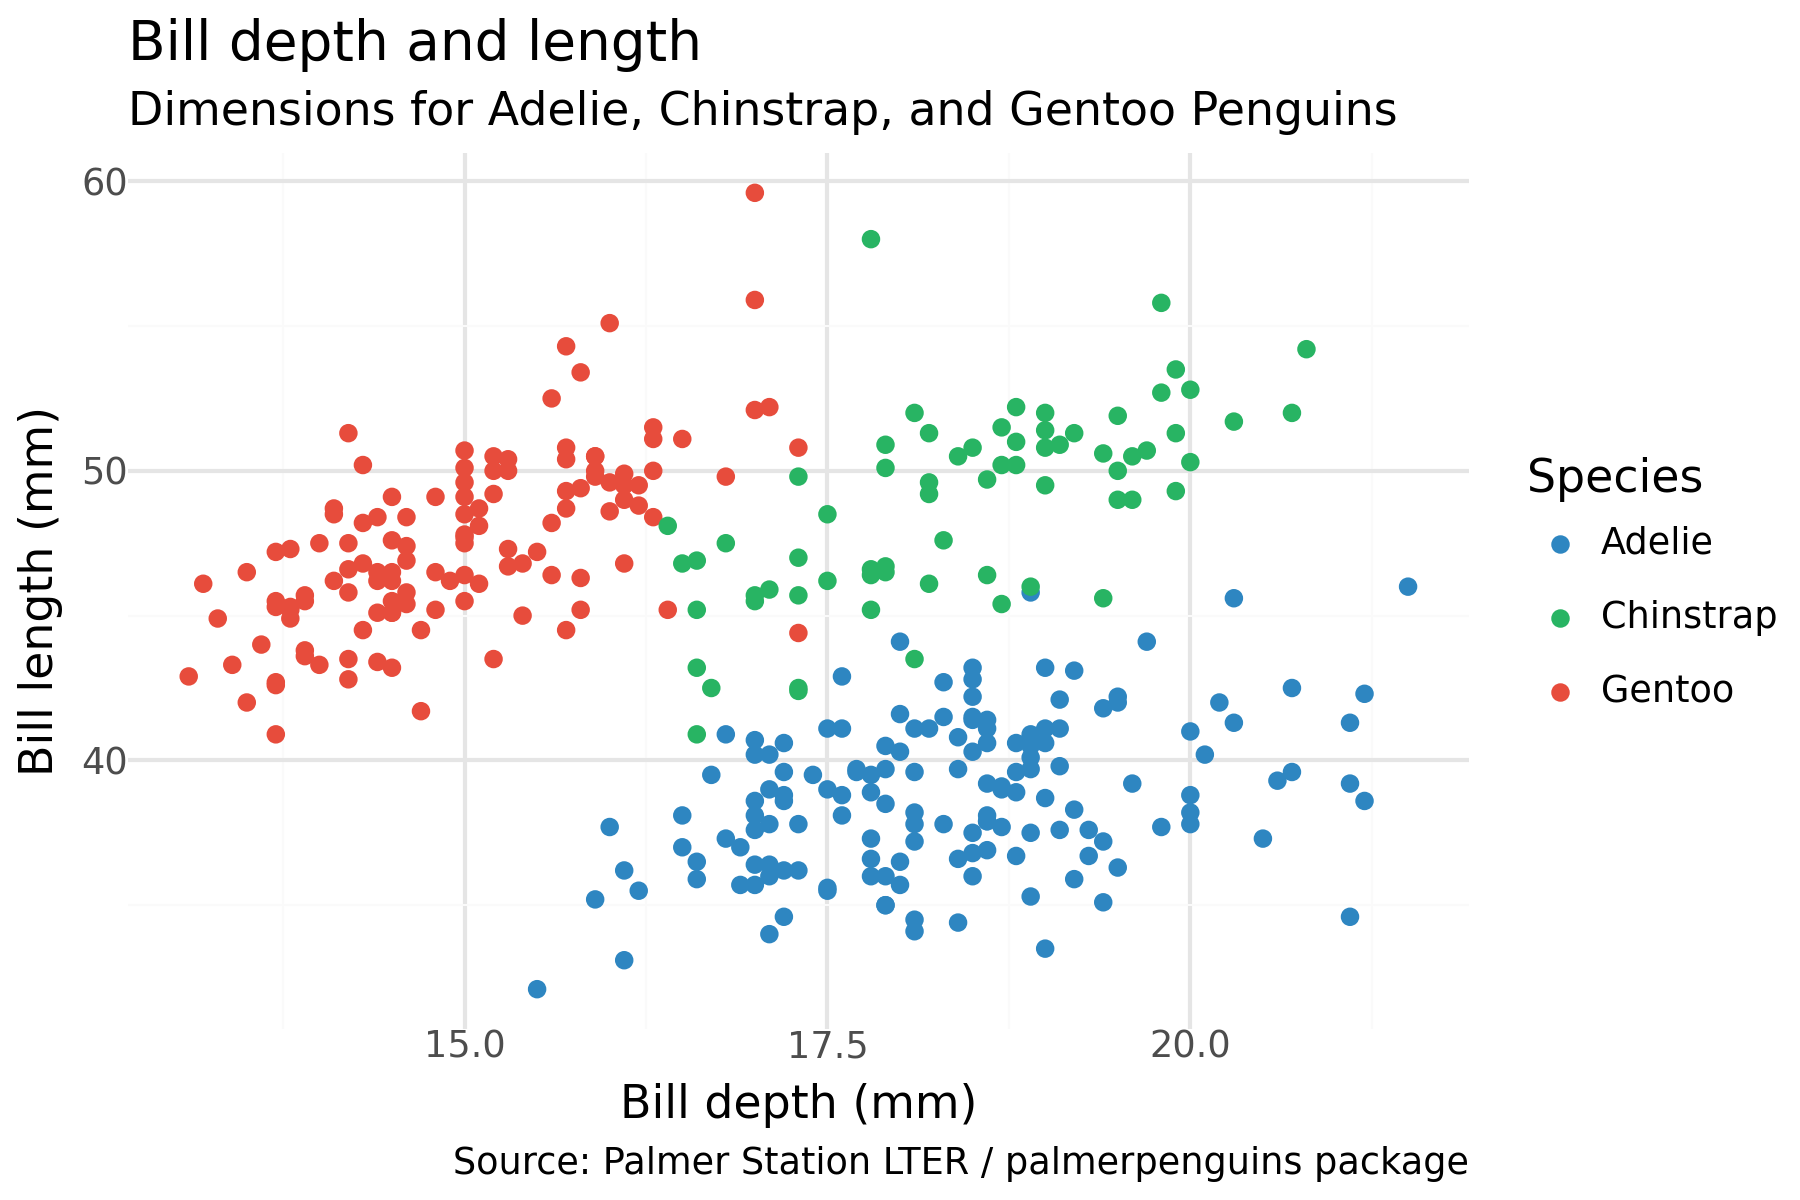 Bill depth and length
Dimensions for Adelie, Chinstrap, and Gentoo Penguins
60
50
40
Bill length (mm)
15.0 17.5 20.0
Bill depth (mm)
Species
Adelie
Chinstrap
Gentoo
Source: Palmer Station LTER / palmerpenguins package